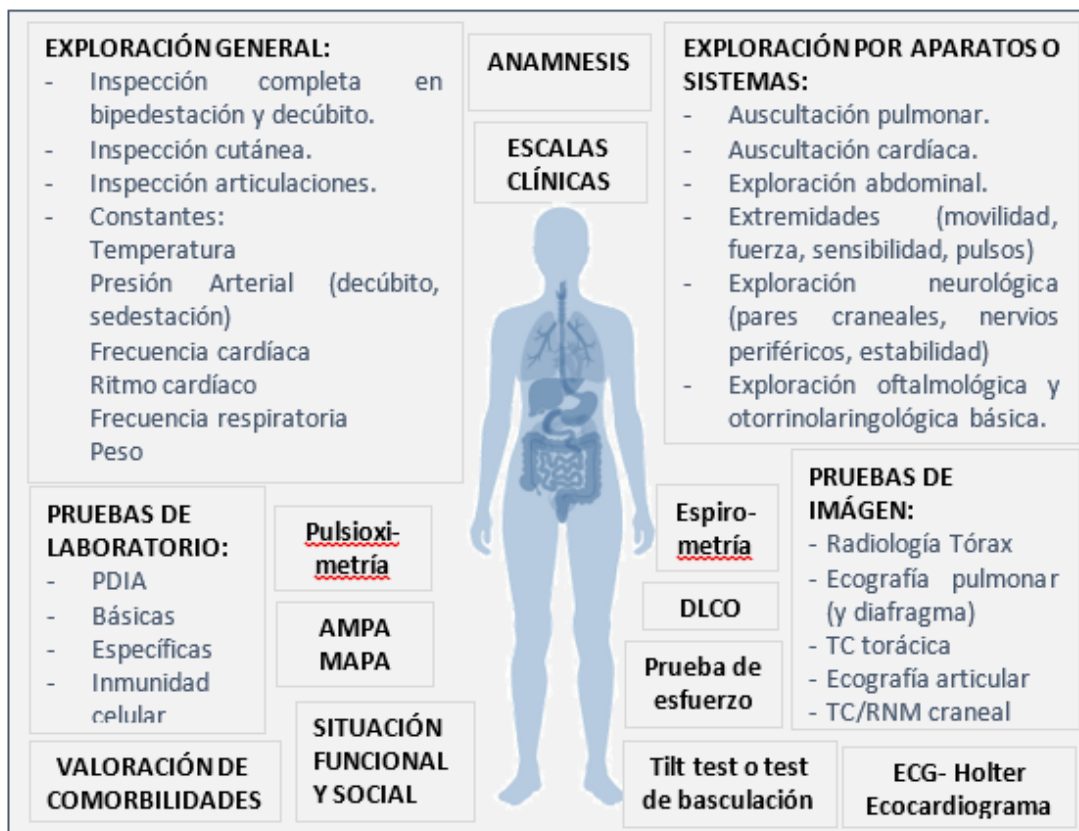 EXPLORACIÓN GENERAL:
- Inspección completa en
bipedestación y decúbito.
- Inspección cutánea.
- Inspección articulaciones.
- Constantes:
Temperatura
Presión Arterial (decúbito,
sedestación)
Frecuencia cardíaca
Ritmo cardíaco
Frecuencia respiratoria
Peso
ANAMNESIS
ESCALAS
CLÍNICAS
EXPLORACIÓN POR APARATOS O
SISTEMAS:
- Auscultación pulmonar.
- Auscultación cardíaca.
- Exploración abdominal.
- Extremidades (movilidad,
fuerza, sensibilidad, pulsos)
- Exploración neurológica
(pares craneales, nervios
periféricos, estabilidad)
- Exploración oftalmológica y
otorrinolaringológica básica.
PRUEBAS DE
LABORATORIO:
- PDIA
- Básicas
- Específicas
- Inmunidad
celular
Pulsioxi-
metría
AMPA
MAPA
SITUACIÓN
FUNCIONAL
Y SOCIAL
VALORACIÓN DE
COMORBILIDADES
Espiro-
metría
DLCO
Prueba de
esfuerzo
Tilt test o test
de basculación
PRUEBAS DE
IMÁGEN:
- Radiología Tórax
- Ecografía pulmonar
(y diafragma)
- TC torácica
- Ecografía articular
- TC/RNM craneal
ECG- Holter
Ecocardiograma